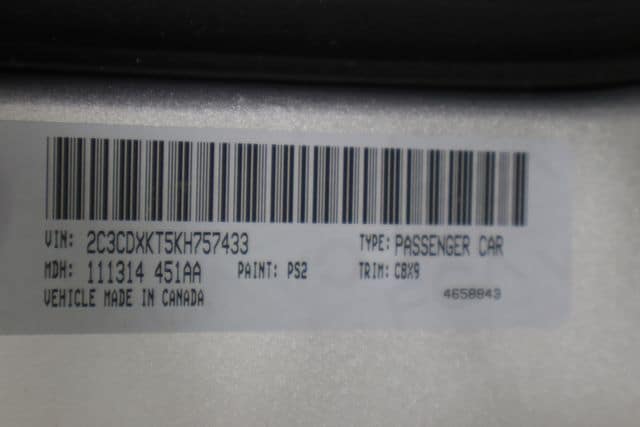 VIN: 2C3CDXKT5KH757433 TYPE: PASSENGER CAR
MDH: 111314 451AA PAINT: PS2 TRIM: CBX9
VEHICLE MADE IN CANADA 4658843